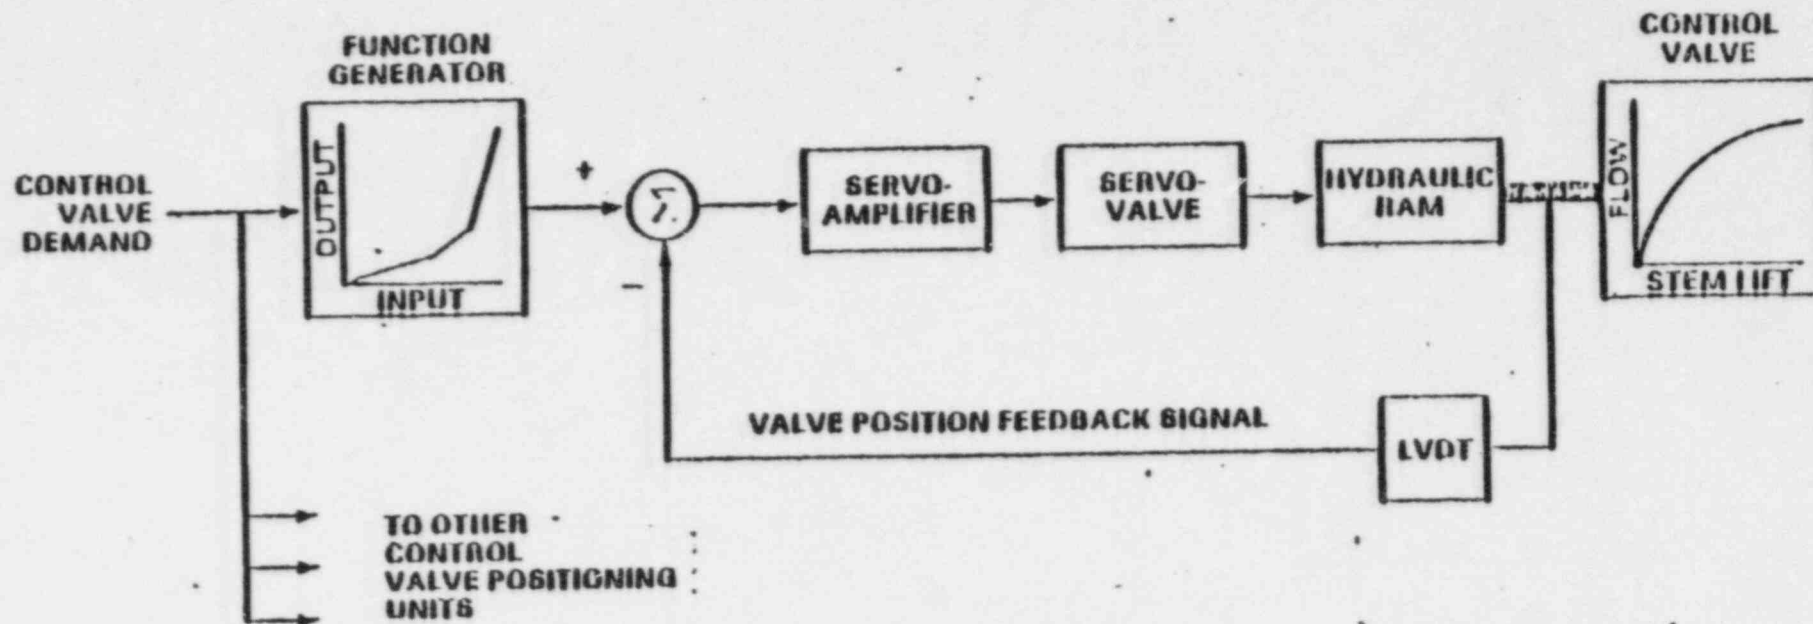 FUNCTION
GENERATOR
CONTROL
VALVE
CONTROL
VALVE
DEMAND
OUTPUT
INPUT
+
Σ
−
SERVO-
AMPLIFIER
SERVO-
VALVE
HYDRAULIC
RAM
FLOW
STEM LIFT
VALVE POSITION FEEDBACK SIGNAL
LVDT
TO OTHER
CONTROL
VALVE POSITIONING
UNITS